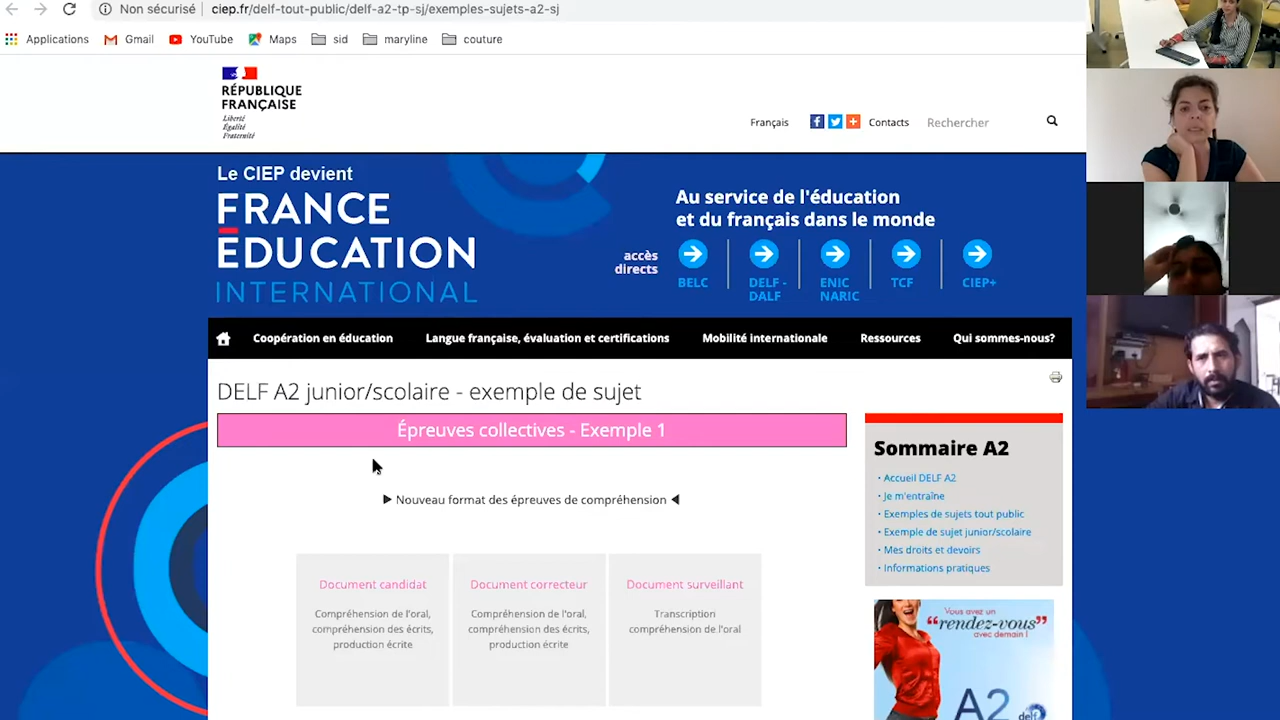 Non sécurisé ciep.fr/delf-tout-public/delf-a2-tp-sj/exemples-sujets-a2-sj
Applications Gmail YouTube Maps sid maryline couture
RÉPUBLIQUE
FRANÇAISE
Liberté
Égalité
Fraternité
Français Contacts Rechercher
Le CIEP devient
FRANCE
EDUCATION
INTERNATIONAL
Au service de l'éducation
et du français dans le monde
accès
directs
BELC
DELF -
DALF
ENIC
NARIC
TCF
CIEP+
Coopération en éducation Langue française, évaluation et certifications Mobilité internationale Ressources Qui sommes-nous?
DELF A2 junior/scolaire - exemple de sujet
Épreuves collectives - Exemple 1
Nouveau format des épreuves de compréhension
Document candidat
Compréhension de l'oral,
compréhension des écrits,
production écrite
Document correcteur
Compréhension de l'oral,
compréhension des écrits,
production écrite
Document surveillant
Transcription
compréhension de l'oral
Sommaire A2
Accueil DELF A2
Je m'entraîne
Exemples de sujets tout public
Exemple de sujet junior/scolaire
Mes droits et devoirs
Informations pratiques
Vous avez un
"rendez-vous"
avec demain !
A2
delf